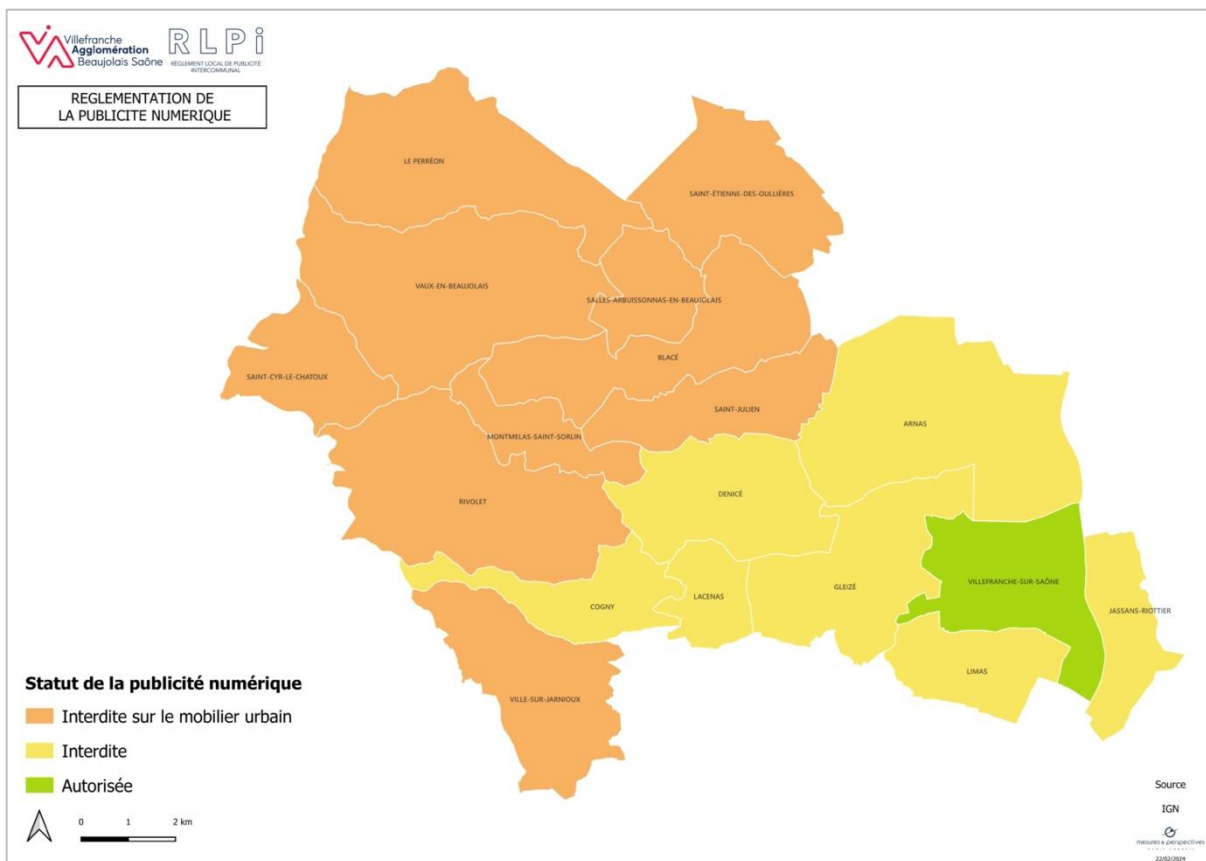 Villefranche
Agglomération
Beaujolais Saône
RLPi
RÈGLEMENT LOCAL DE PUBLICITÉ
INTERCOMMUNAL
REGLEMENTATION DE
LA PUBLICITE NUMERIQUE
LE PERRÉON
SAINT-ÉTIENNE-DES-OULLIÈRES
VAUX-EN-BEAUJOLAIS
SALLES-ARBUISSONNAS-EN-BEAUJOLAIS
BLACÉ
SAINT-CYR-LE-CHATOUX
SAINT-JULIEN
ARNAS
MONTMELAS-SAINT-SORLIN
DENICÉ
RIVOLET
VILLEFRANCHE-SUR-SAÔNE
GLEIZÉ
LACENAS
COGNY
JASSANS-RIOTTIER
LIMAS
VILLE-SUR-JARNIOUX
Statut de la publicité numérique
Interdite sur le mobilier urbain
Interdite
Autorisée
0 1 2 km
Source
IGN
mesures & perspectives
22/02/2024